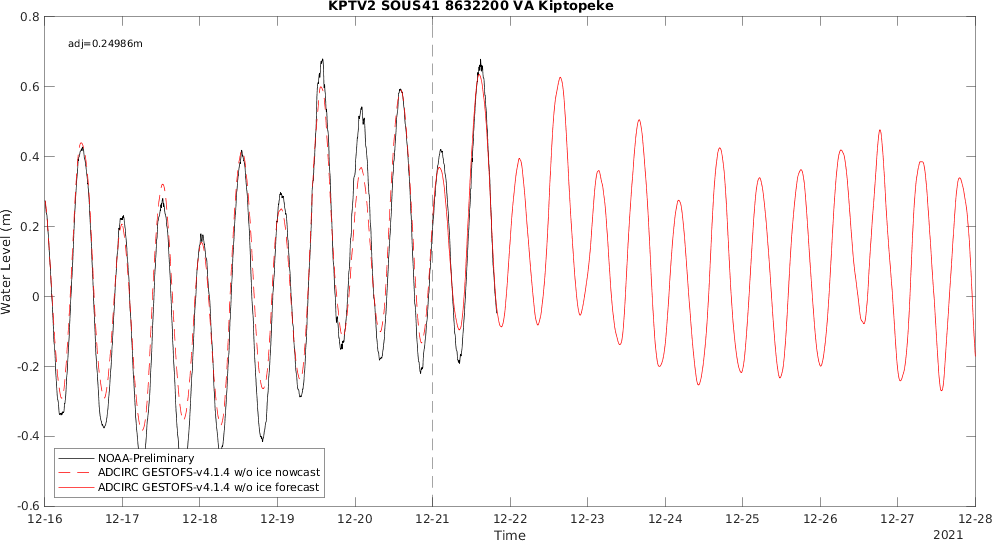 KPTV2 SOUS41 8632200 VA Kiptopeke
adj=0.24986m
Water Level (m)
0.8
0.6
0.4
0.2
0
-0.2
-0.4
-0.6
NOAA-Preliminary
ADCIRC GESTOFS-v4.1.4 w/o ice nowcast
ADCIRC GESTOFS-v4.1.4 w/o ice forecast
12-16 12-17 12-18 12-19 12-20 12-21 12-22 12-23 12-24 12-25 12-26 12-27 12-28
Time
2021